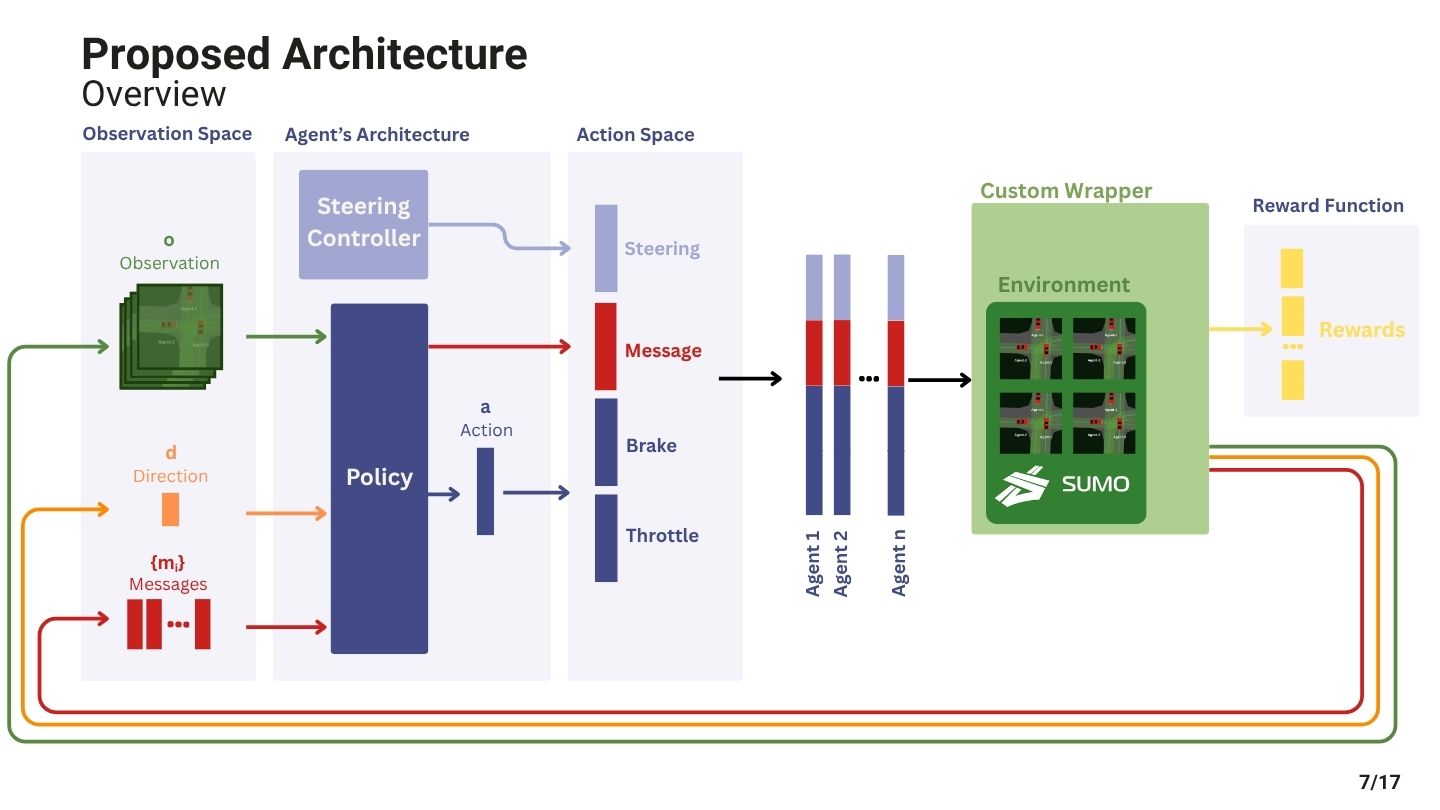 Proposed Architecture
Overview
Observation Space
Agent's Architecture
Action Space
o
Observation
d
Direction
{mᵢ}
Messages
Steering
Controller
Policy
a
Action
Steering
Message
Brake
Throttle
Agent 1
Agent 2
Agent n
Custom Wrapper
Environment
SUMO
Reward Function
Rewards
7/17